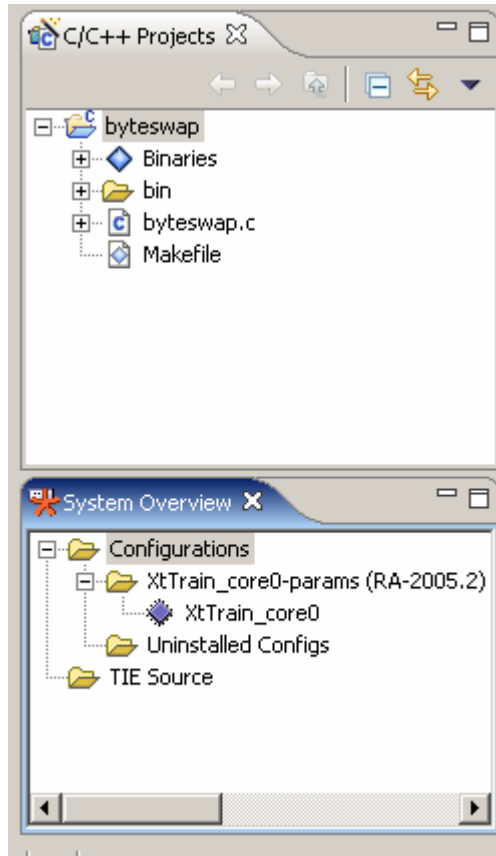 C/C++ Projects
byteswap
Binaries
bin
byteswap.c
Makefile
System Overview
Configurations
XtTrain_core0-params (RA-2005.2)
XtTrain_core0
Uninstalled Configs
TIE Source